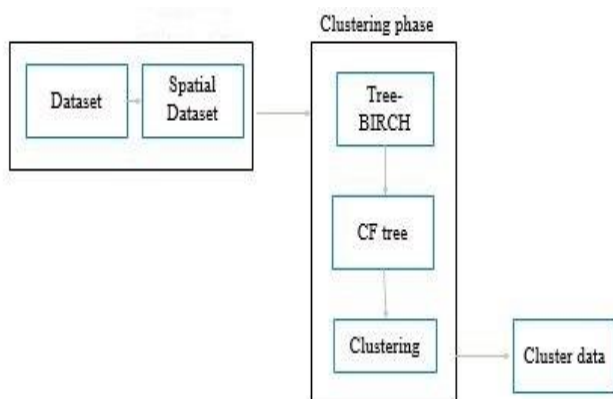 Clustering phase
Dataset
Spatial
Dataset
Tree-
BIRCH
CF tree
Clustering
Cluster data